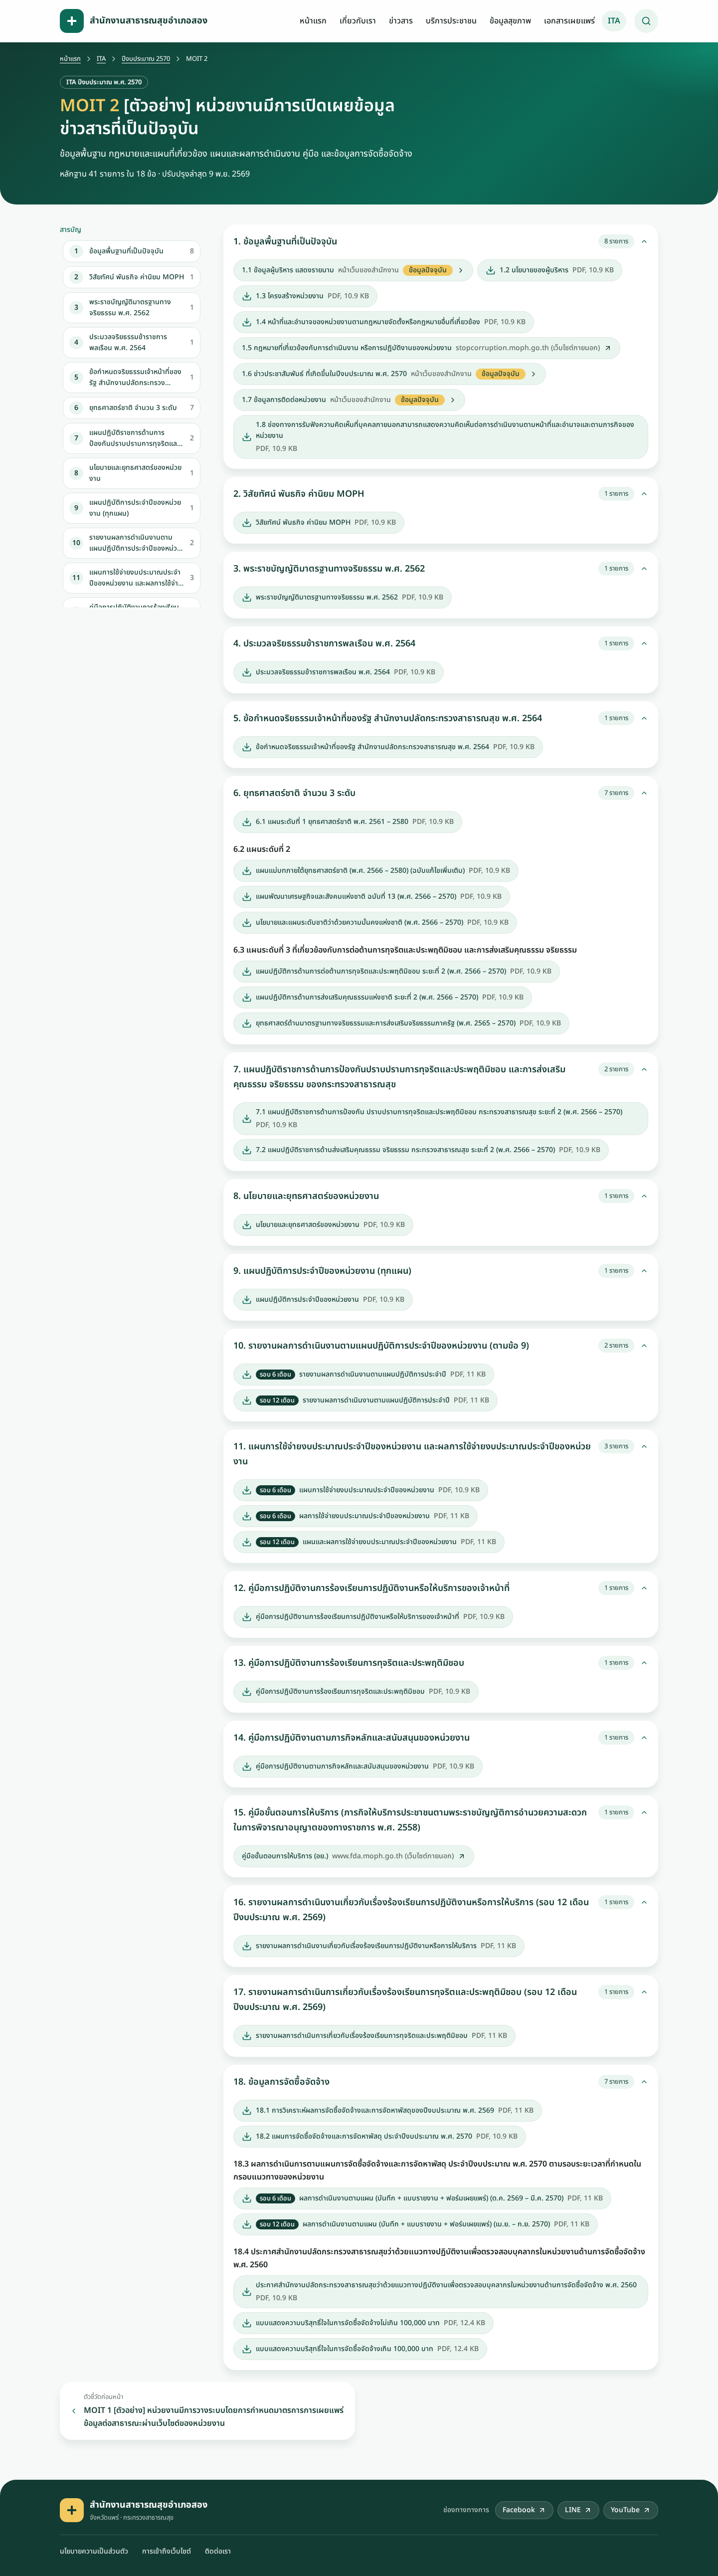 สำนักงานสาธารณสุขอำเภอสอง
หน้าแรก เกี่ยวกับเรา ข่าวสาร บริการประชาชน ข้อมูลสุขภาพ เอกสารเผยแพร่ ITA
หน้าแรก > ITA > ปีงบประมาณ 2570 > MOIT 2
ITA ปีงบประมาณ พ.ศ. 2570
MOIT 2 [ตัวอย่าง] หน่วยงานมีการเปิดเผยข้อมูล
ข่าวสารที่เป็นปัจจุบัน
ข้อมูลพื้นฐาน กฎหมายและแผนที่เกี่ยวข้อง แผนและผลการดำเนินงาน คู่มือ และข้อมูลการจัดซื้อจัดจ้าง
หลักฐาน 41 รายการ ใน 18 ข้อ · ปรับปรุงล่าสุด 9 พ.ย. 2569
สารบัญ
1 ข้อมูลพื้นฐานที่เป็นปัจจุบัน 8
2 วิสัยทัศน์ พันธกิจ ค่านิยม MOPH 1
3 พระราชบัญญัติมาตรฐานทาง
จริยธรรม พ.ศ. 2562 1
4 ประมวลจริยธรรมข้าราชการ
พลเรือน พ.ศ. 2564 1
5 ข้อกำหนดจริยธรรมเจ้าหน้าที่ของ
รัฐ สำนักงานปลัดกระทรวง... 1
6 ยุทธศาสตร์ชาติ จำนวน 3 ระดับ 7
7 แผนปฏิบัติราชการด้านการ
ป้องกันปราบปรามการทุจริตแล... 2
8 นโยบายและยุทธศาสตร์ของหน่วย
งาน 1
9 แผนปฏิบัติการประจำปีของหน่วย
งาน (ทุกแผน) 1
10 รายงานผลการดำเนินงานตาม
แผนปฏิบัติการประจำปีของหน่ว... 2
11 แผนการใช้จ่ายงบประมาณประจำ
ปีของหน่วยงาน และผลการใช้จ่า... 3
1. ข้อมูลพื้นฐานที่เป็นปัจจุบัน 8 รายการ
1.1 ข้อมูลผู้บริหาร แสดงรายนาม หน้าเว็บของสำนักงาน ข้อมูลปัจจุบัน
1.2 นโยบายของผู้บริหาร PDF, 10.9 KB
1.3 โครงสร้างหน่วยงาน PDF, 10.9 KB
1.4 หน้าที่และอำนาจของหน่วยงานตามกฎหมายจัดตั้งหรือกฎหมายอื่นที่เกี่ยวข้อง PDF, 10.9 KB
1.5 กฎหมายที่เกี่ยวข้องกับการดำเนินงาน หรือการปฏิบัติงานของหน่วยงาน stopcorruption.moph.go.th (เว็บไซต์ภายนอก)
1.6 ข่าวประชาสัมพันธ์ ที่เกิดขึ้นในปีงบประมาณ พ.ศ. 2570 หน้าเว็บของสำนักงาน ข้อมูลปัจจุบัน
1.7 ข้อมูลการติดต่อหน่วยงาน หน้าเว็บของสำนักงาน ข้อมูลปัจจุบัน
1.8 ช่องทางการรับฟังความคิดเห็นที่บุคคลภายนอกสามารถแสดงความคิดเห็นต่อการดำเนินงานตามหน้าที่และอำนาจและตามภารกิจของ
หน่วยงาน
PDF, 10.9 KB
2. วิสัยทัศน์ พันธกิจ ค่านิยม MOPH 1 รายการ
วิสัยทัศน์ พันธกิจ ค่านิยม MOPH PDF, 10.9 KB
3. พระราชบัญญัติมาตรฐานทางจริยธรรม พ.ศ. 2562 1 รายการ
พระราชบัญญัติมาตรฐานทางจริยธรรม พ.ศ. 2562 PDF, 10.9 KB
4. ประมวลจริยธรรมข้าราชการพลเรือน พ.ศ. 2564 1 รายการ
ประมวลจริยธรรมข้าราชการพลเรือน พ.ศ. 2564 PDF, 10.9 KB
5. ข้อกำหนดจริยธรรมเจ้าหน้าที่ของรัฐ สำนักงานปลัดกระทรวงสาธารณสุข พ.ศ. 2564 1 รายการ
ข้อกำหนดจริยธรรมเจ้าหน้าที่ของรัฐ สำนักงานปลัดกระทรวงสาธารณสุข พ.ศ. 2564 PDF, 10.9 KB
6. ยุทธศาสตร์ชาติ จำนวน 3 ระดับ 7 รายการ
6.1 แผนระดับที่ 1 ยุทธศาสตร์ชาติ พ.ศ. 2561 – 2580 PDF, 10.9 KB
6.2 แผนระดับที่ 2
แผนแม่บทภายใต้ยุทธศาสตร์ชาติ (พ.ศ. 2566 – 2580) (ฉบับแก้ไขเพิ่มเติม) PDF, 10.9 KB
แผนพัฒนาเศรษฐกิจและสังคมแห่งชาติ ฉบับที่ 13 (พ.ศ. 2566 – 2570) PDF, 10.9 KB
นโยบายและแผนระดับชาติว่าด้วยความมั่นคงแห่งชาติ (พ.ศ. 2566 – 2570) PDF, 10.9 KB
6.3 แผนระดับที่ 3 ที่เกี่ยวข้องกับการต่อต้านการทุจริตและประพฤติมิชอบ และการส่งเสริมคุณธรรม จริยธรรม
แผนปฏิบัติการด้านการต่อต้านการทุจริตและประพฤติมิชอบ ระยะที่ 2 (พ.ศ. 2566 – 2570) PDF, 10.9 KB
แผนปฏิบัติการด้านการส่งเสริมคุณธรรมแห่งชาติ ระยะที่ 2 (พ.ศ. 2566 – 2570) PDF, 10.9 KB
ยุทธศาสตร์ด้านมาตรฐานทางจริยธรรมและการส่งเสริมจริยธรรมภาครัฐ (พ.ศ. 2565 – 2570) PDF, 10.9 KB
7. แผนปฏิบัติราชการด้านการป้องกันปราบปรามการทุจริตและประพฤติมิชอบ และการส่งเสริม
คุณธรรม จริยธรรม ของกระทรวงสาธารณสุข 2 รายการ
7.1 แผนปฏิบัติราชการด้านการป้องกัน ปราบปรามการทุจริตและประพฤติมิชอบ กระทรวงสาธารณสุข ระยะที่ 2 (พ.ศ. 2566 – 2570)
PDF, 10.9 KB
7.2 แผนปฏิบัติราชการด้านส่งเสริมคุณธรรม จริยธรรม กระทรวงสาธารณสุข ระยะที่ 2 (พ.ศ. 2566 – 2570) PDF, 10.9 KB
8. นโยบายและยุทธศาสตร์ของหน่วยงาน 1 รายการ
นโยบายและยุทธศาสตร์ของหน่วยงาน PDF, 10.9 KB
9. แผนปฏิบัติการประจำปีของหน่วยงาน (ทุกแผน) 1 รายการ
แผนปฏิบัติการประจำปีของหน่วยงาน PDF, 10.9 KB
10. รายงานผลการดำเนินงานตามแผนปฏิบัติการประจำปีของหน่วยงาน (ตามข้อ 9) 2 รายการ
รอบ 6 เดือน รายงานผลการดำเนินงานตามแผนปฏิบัติการประจำปี PDF, 11 KB
รอบ 12 เดือน รายงานผลการดำเนินงานตามแผนปฏิบัติการประจำปี PDF, 11 KB
11. แผนการใช้จ่ายงบประมาณประจำปีของหน่วยงาน และผลการใช้จ่ายงบประมาณประจำปีของหน่วย
งาน 3 รายการ
รอบ 6 เดือน แผนการใช้จ่ายงบประมาณประจำปีของหน่วยงาน PDF, 10.9 KB
รอบ 6 เดือน ผลการใช้จ่ายงบประมาณประจำปีของหน่วยงาน PDF, 11 KB
รอบ 12 เดือน แผนและผลการใช้จ่ายงบประมาณประจำปีของหน่วยงาน PDF, 11 KB
12. คู่มือการปฏิบัติงานการร้องเรียนการปฏิบัติงานหรือให้บริการของเจ้าหน้าที่ 1 รายการ
คู่มือการปฏิบัติงานการร้องเรียนการปฏิบัติงานหรือให้บริการของเจ้าหน้าที่ PDF, 10.9 KB
13. คู่มือการปฏิบัติงานการร้องเรียนการทุจริตและประพฤติมิชอบ 1 รายการ
คู่มือการปฏิบัติงานการร้องเรียนการทุจริตและประพฤติมิชอบ PDF, 10.9 KB
14. คู่มือการปฏิบัติงานตามภารกิจหลักและสนับสนุนของหน่วยงาน 1 รายการ
คู่มือการปฏิบัติงานตามภารกิจหลักและสนับสนุนของหน่วยงาน PDF, 10.9 KB
15. คู่มือขั้นตอนการให้บริการ (ภารกิจให้บริการประชาชนตามพระราชบัญญัติการอำนวยความสะดวก
ในการพิจารณาอนุญาตของทางราชการ พ.ศ. 2558) 1 รายการ
คู่มือขั้นตอนการให้บริการ (อย.) www.fda.moph.go.th (เว็บไซต์ภายนอก)
16. รายงานผลการดำเนินงานเกี่ยวกับเรื่องร้องเรียนการปฏิบัติงานหรือการให้บริการ (รอบ 12 เดือน
ปีงบประมาณ พ.ศ. 2569) 1 รายการ
รายงานผลการดำเนินงานเกี่ยวกับเรื่องร้องเรียนการปฏิบัติงานหรือการให้บริการ PDF, 11 KB
17. รายงานผลการดำเนินการเกี่ยวกับเรื่องร้องเรียนการทุจริตและประพฤติมิชอบ (รอบ 12 เดือน
ปีงบประมาณ พ.ศ. 2569) 1 รายการ
รายงานผลการดำเนินการเกี่ยวกับเรื่องร้องเรียนการทุจริตและประพฤติมิชอบ PDF, 11 KB
18. ข้อมูลการจัดซื้อจัดจ้าง 7 รายการ
18.1 การวิเคราะห์ผลการจัดซื้อจัดจ้างและการจัดหาพัสดุของปีงบประมาณ พ.ศ. 2569 PDF, 11 KB
18.2 แผนการจัดซื้อจัดจ้างและการจัดหาพัสดุ ประจำปีงบประมาณ พ.ศ. 2570 PDF, 10.9 KB
18.3 ผลการดำเนินการตามแผนการจัดซื้อจัดจ้างและการจัดหาพัสดุ ประจำปีงบประมาณ พ.ศ. 2570 ตามรอบระยะเวลาที่กำหนดใน
กรอบแนวทางของหน่วยงาน
รอบ 6 เดือน ผลการดำเนินงานตามแผน (บันทึก + แบบรายงาน + ฟอร์มเผยแพร่) (ต.ค. 2569 – มี.ค. 2570) PDF, 11 KB
รอบ 12 เดือน ผลการดำเนินงานตามแผน (บันทึก + แบบรายงาน + ฟอร์มเผยแพร่) (เม.ย. – ก.ย. 2570) PDF, 11 KB
18.4 ประกาศสำนักงานปลัดกระทรวงสาธารณสุขว่าด้วยแนวทางปฏิบัติงานเพื่อตรวจสอบบุคลากรในหน่วยงานด้านการจัดซื้อจัดจ้าง
พ.ศ. 2560
ประกาศสำนักงานปลัดกระทรวงสาธารณสุขว่าด้วยแนวทางปฏิบัติงานเพื่อตรวจสอบบุคลากรในหน่วยงานด้านการจัดซื้อจัดจ้าง พ.ศ. 2560
PDF, 10.9 KB
แบบแสดงความบริสุทธิ์ใจในการจัดซื้อจัดจ้างไม่เกิน 100,000 บาท PDF, 12.4 KB
แบบแสดงความบริสุทธิ์ใจในการจัดซื้อจัดจ้างเกิน 100,000 บาท PDF, 12.4 KB
ตัวชี้วัดก่อนหน้า
MOIT 1 [ตัวอย่าง] หน่วยงานมีการวางระบบโดยการกำหนดมาตรการการเผยแพร่
ข้อมูลต่อสาธารณะผ่านเว็บไซต์ของหน่วยงาน
สำนักงานสาธารณสุขอำเภอสอง
จังหวัดแพร่ · กระทรวงสาธารณสุข
ช่องทางทางการ Facebook LINE YouTube
นโยบายความเป็นส่วนตัว การเข้าถึงเว็บไซต์ ติดต่อเรา